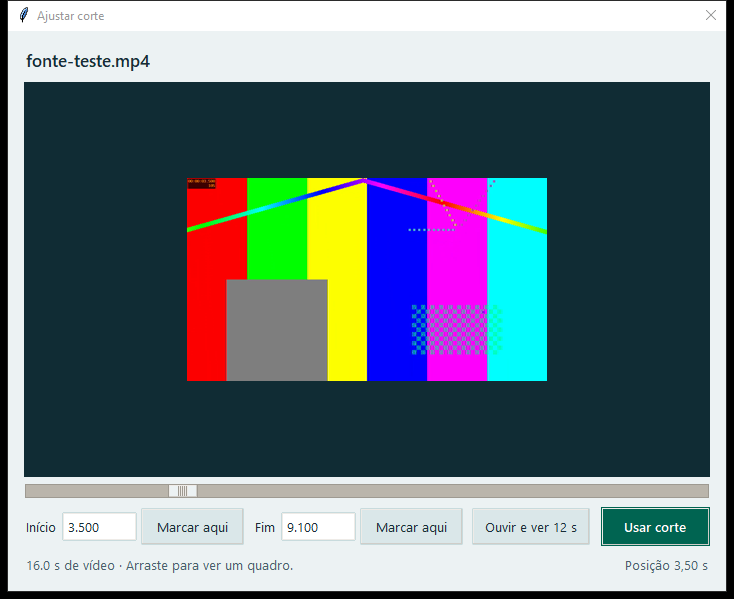 Ajustar corte
fonte-teste.mp4
Início 3.500 Marcar aqui Fim 9.100 Marcar aqui Ouvir e ver 12 s Usar corte
16.0 s de vídeo · Arraste para ver um quadro. Posição 3,50 s